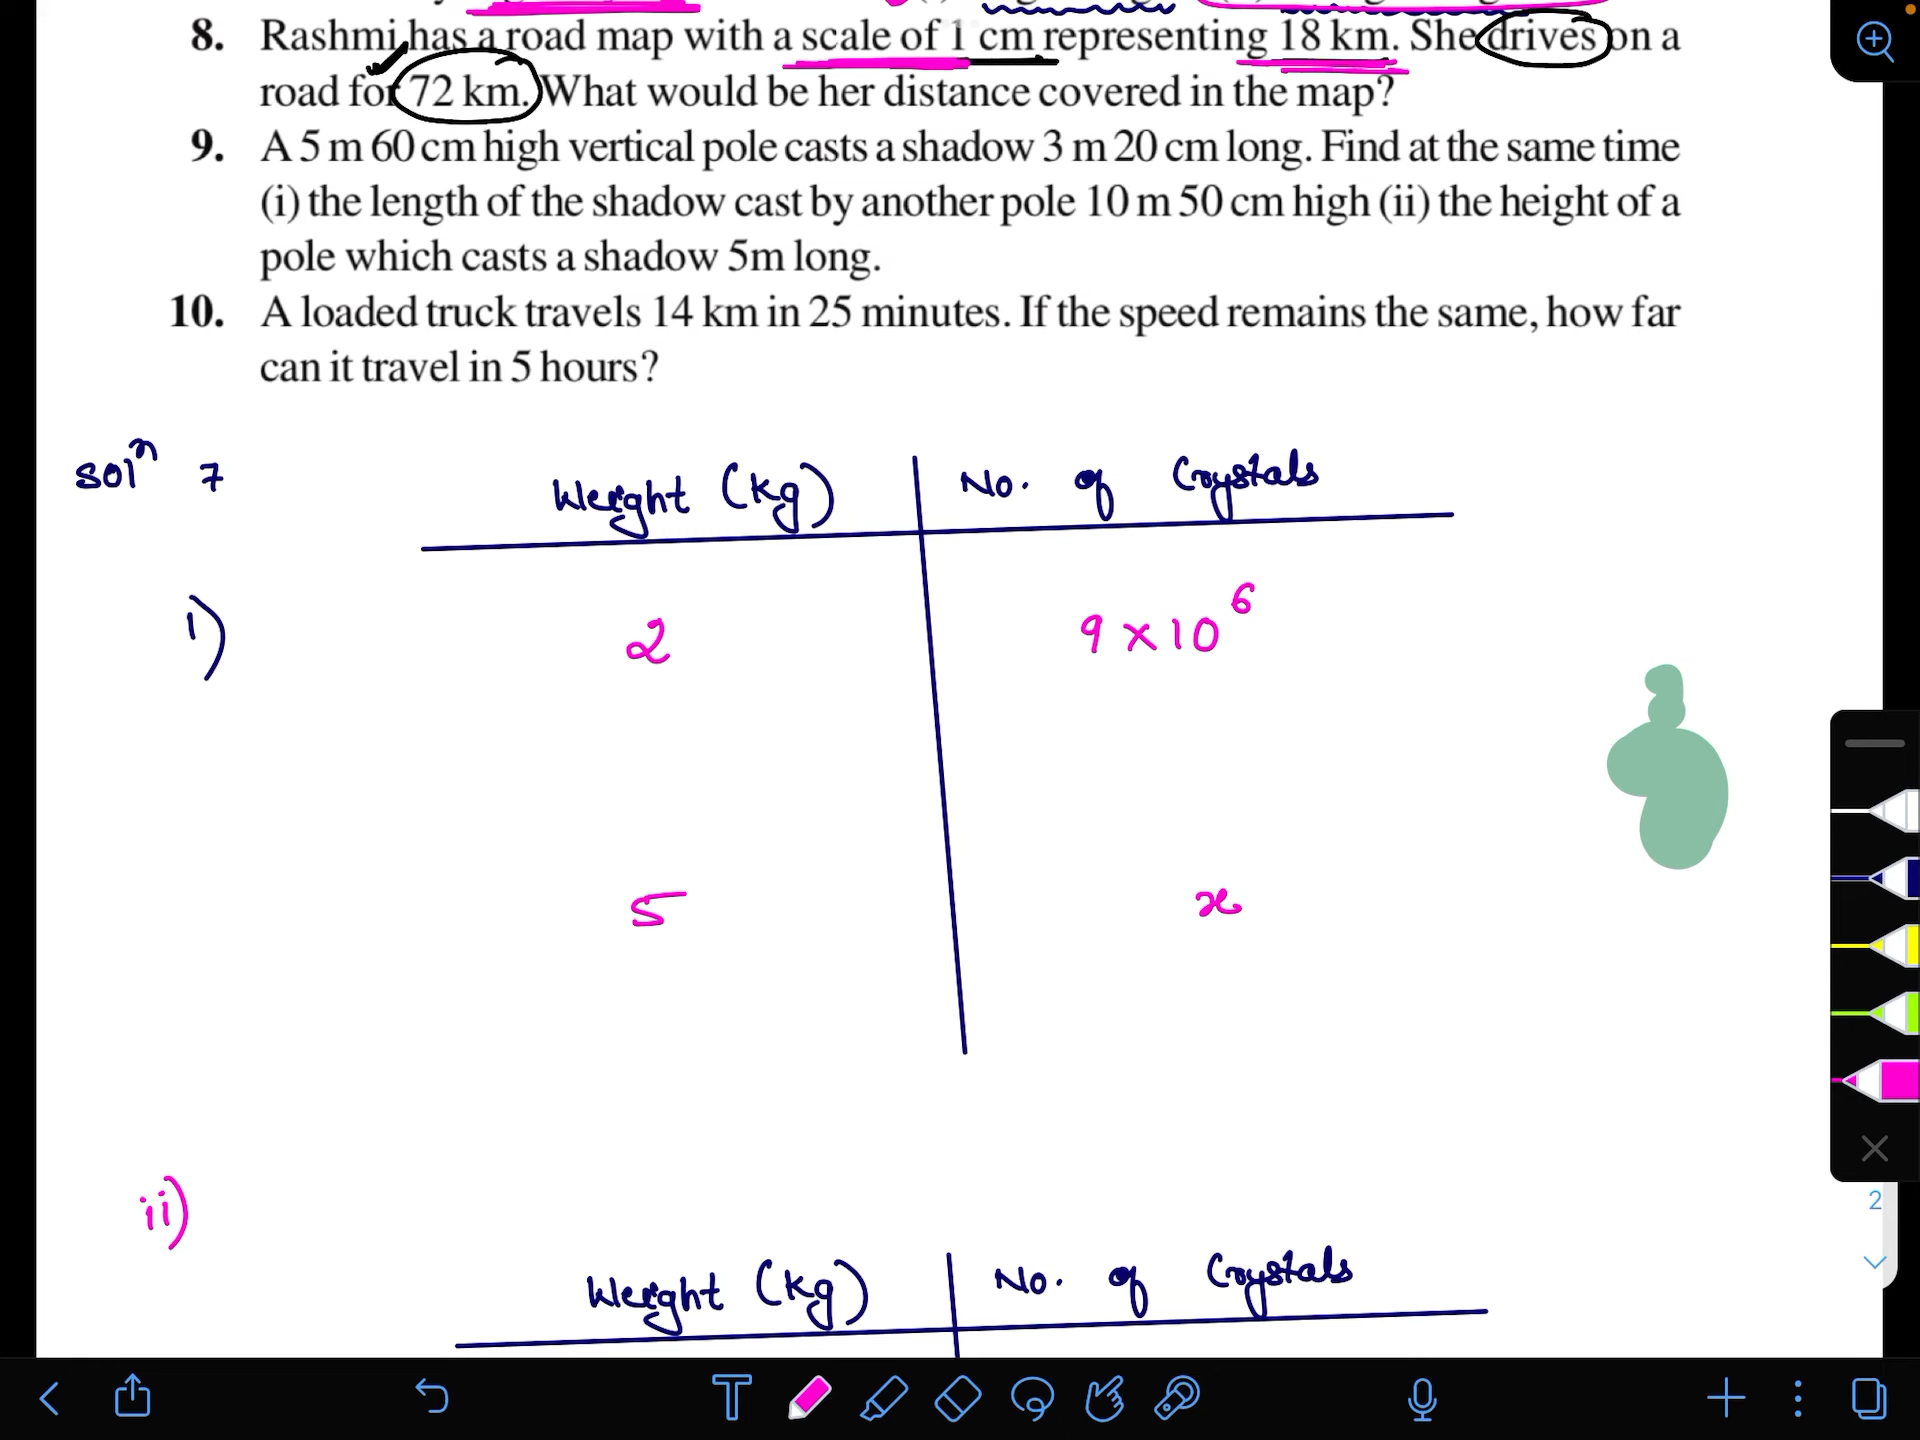 8. Rashmi has a road map with a scale of 1 cm representing 18 km. She drives on a
road for 72 km. What would be her distance covered in the map?
9. A 5 m 60 cm high vertical pole casts a shadow 3 m 20 cm long. Find at the same time
(i) the length of the shadow cast by another pole 10 m 50 cm high (ii) the height of a
pole which casts a shadow 5m long.
10. A loaded truck travels 14 km in 25 minutes. If the speed remains the same, how far
can it travel in 5 hours?
solⁿ 7
Weight (kg) No. of Crystals
i) 2 9 × 10⁶
5 x
ii)
Weight (kg) No. of Crystals
2